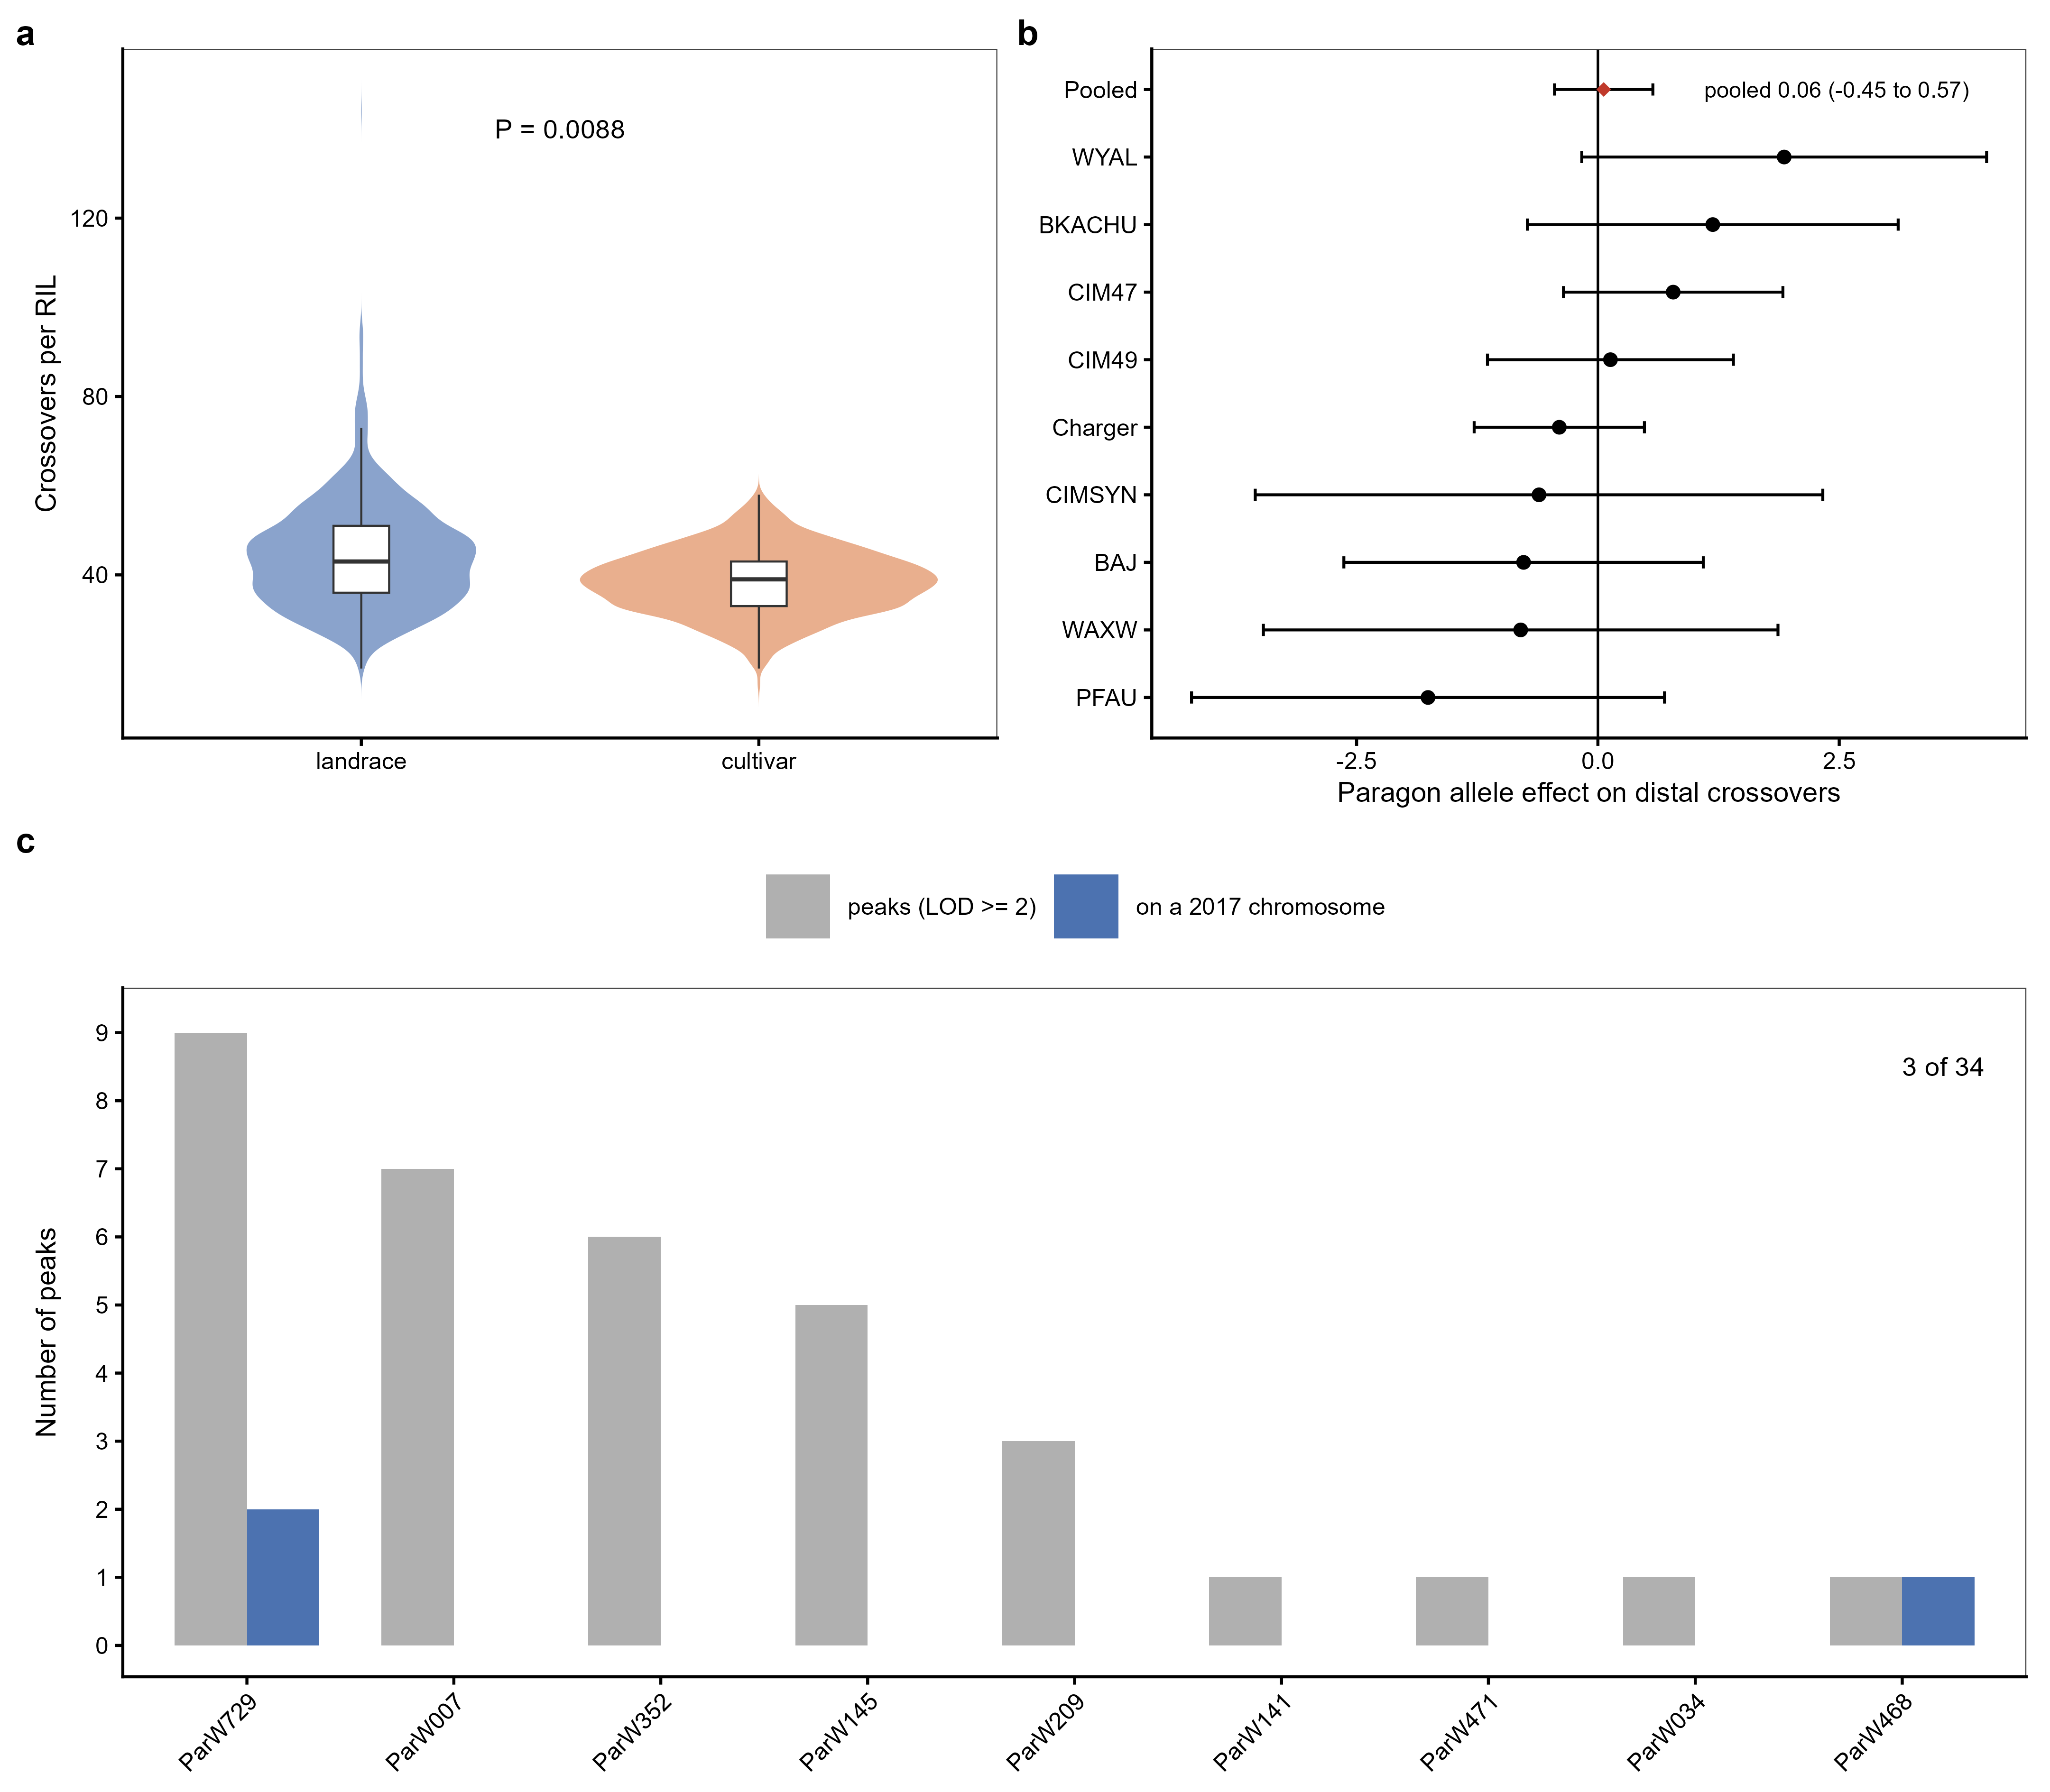 a
P = 0.0088
Crossovers per RIL
120
80
40
landrace
cultivar
b
Pooled
pooled 0.06 (-0.45 to 0.57)
WYAL
BKACHU
CIM47
CIM49
Charger
CIMSYN
BAJ
WAXW
PFAU
-2.5
0.0
2.5
Paragon allele effect on distal crossovers
c
peaks (LOD >= 2)
on a 2017 chromosome
3 of 34
Number of peaks
9
8
7
6
5
4
3
2
1
0
ParW729
ParW007
ParW352
ParW145
ParW209
ParW141
ParW471
ParW034
ParW468